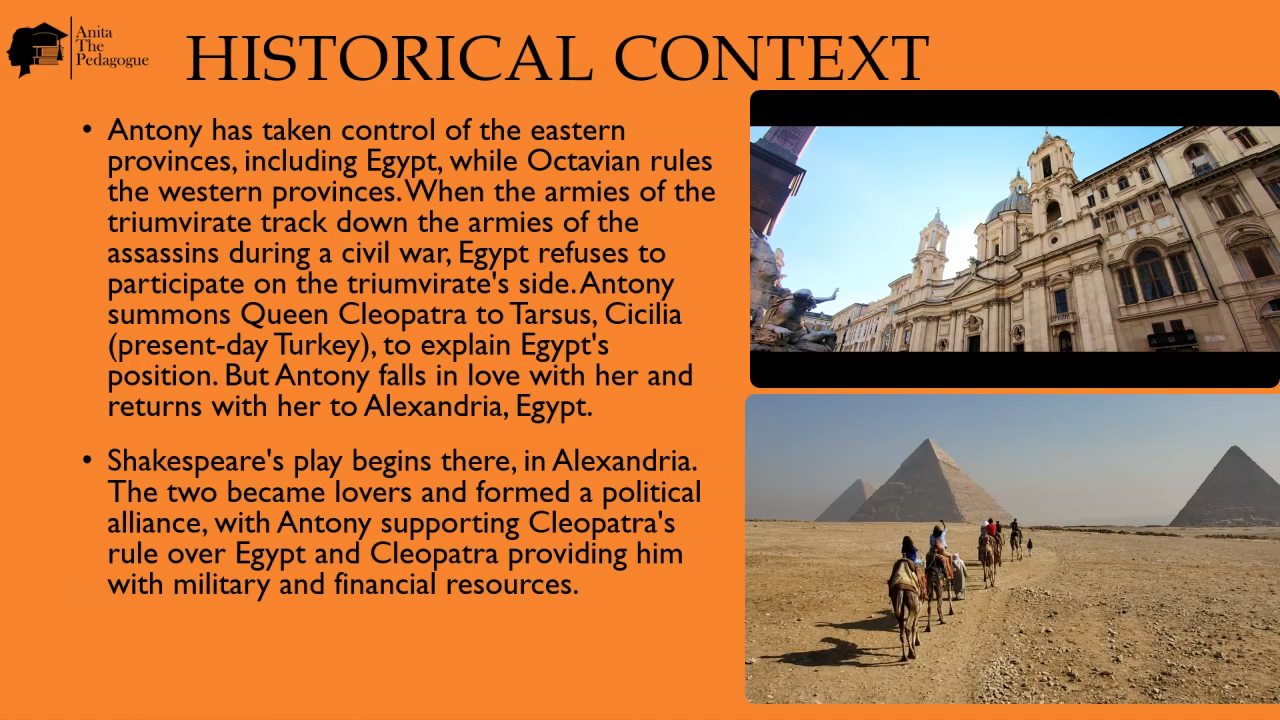 Anita
The
Pedagogue
HISTORICAL CONTEXT
• Antony has taken control of the eastern
provinces, including Egypt, while Octavian rules
the western provinces. When the armies of the
triumvirate track down the armies of the
assassins during a civil war, Egypt refuses to
participate on the triumvirate's side. Antony
summons Queen Cleopatra to Tarsus, Cicilia
(present-day Turkey), to explain Egypt's
position. But Antony falls in love with her and
returns with her to Alexandria, Egypt.
• Shakespeare's play begins there, in Alexandria.
The two became lovers and formed a political
alliance, with Antony supporting Cleopatra's
rule over Egypt and Cleopatra providing him
with military and financial resources.